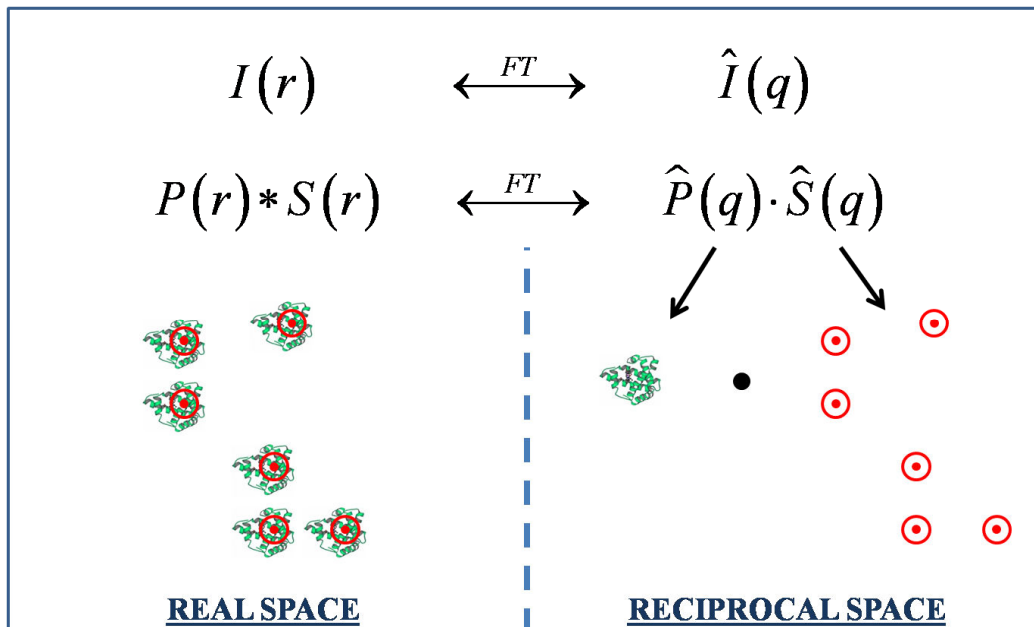 I(r) ⟷ FT Î(q)
P(r)*S(r) ⟷ FT P̂(q)·Ŝ(q)
REAL SPACE RECIPROCAL SPACE